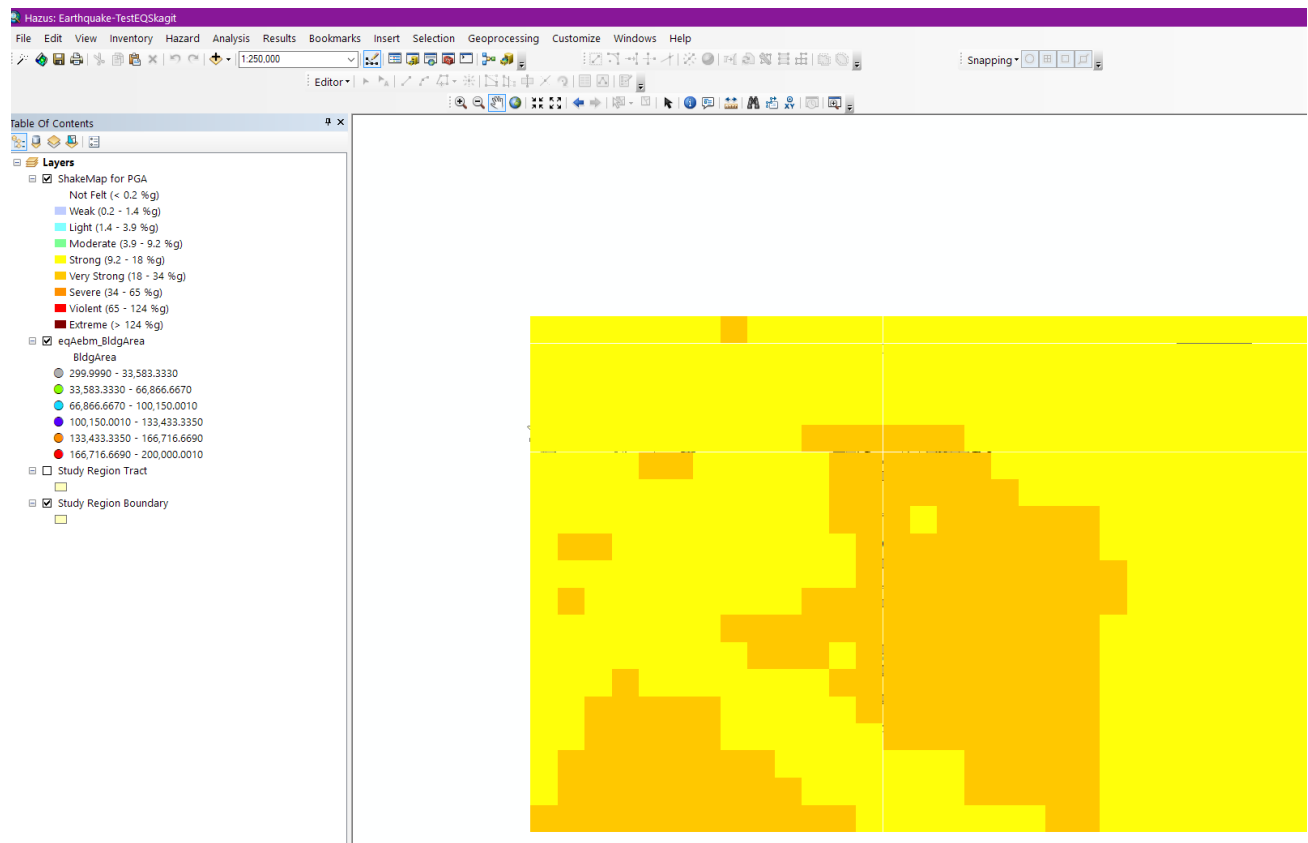 Hazus: Earthquake-TestEQSkagit
File Edit View Inventory Hazard Analysis Results Bookmarks Insert Selection Geoprocessing Customize Windows Help
1:250,000
Snapping
Editor
Table Of Contents
Layers
ShakeMap for PGA
Not Felt (< 0.2 %g)
Weak (0.2 - 1.4 %g)
Light (1.4 - 3.9 %g)
Moderate (3.9 - 9.2 %g)
Strong (9.2 - 18 %g)
Very Strong (18 - 34 %g)
Severe (34 - 65 %g)
Violent (65 - 124 %g)
Extreme (> 124 %g)
eqAebm_BldgArea
BldgArea
299.9990 - 33,583.3330
33,583.3330 - 66,866.6670
66,866.6670 - 100,150.0010
100,150.0010 - 133,433.3350
133,433.3350 - 166,716.6690
166,716.6690 - 200,000.0010
Study Region Tract
Study Region Boundary